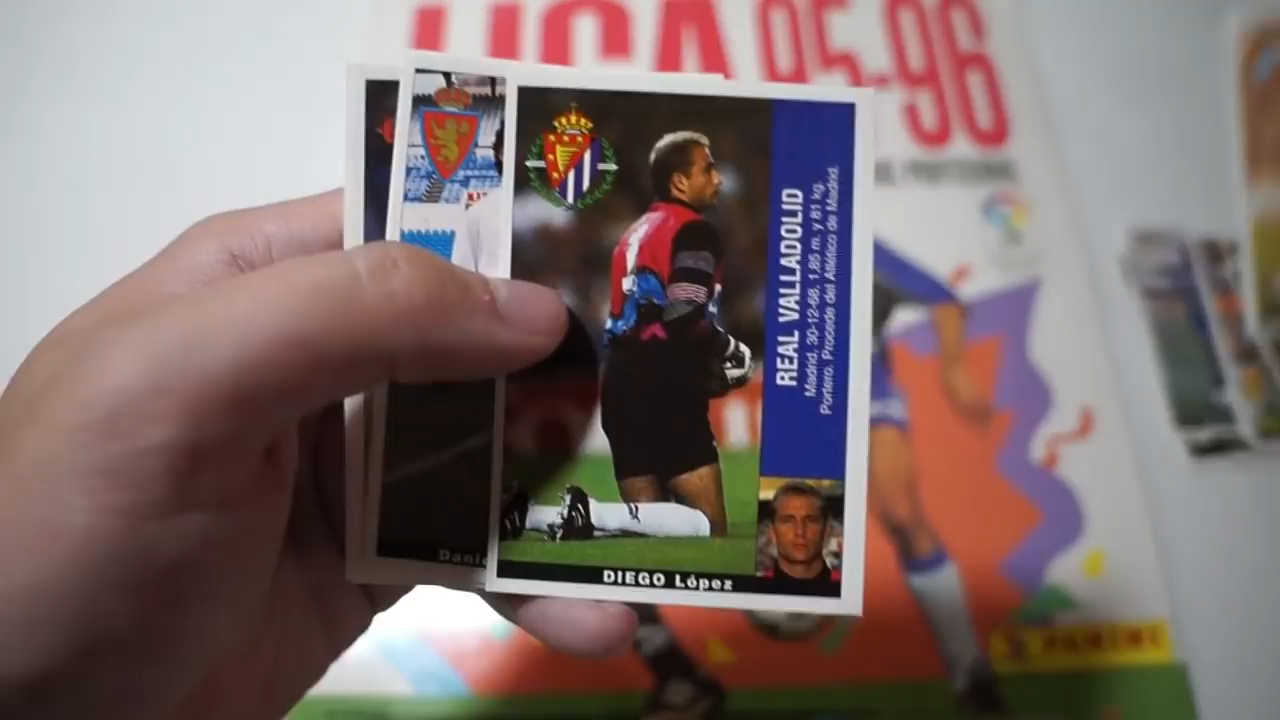 LIGA 95-96
REAL VALLADOLID
Madrid, 30-12-68. 1,85 m. y 81 kg.
Portero. Procede del Atlético de Madrid.
DIEGO López
Danie
PANINI